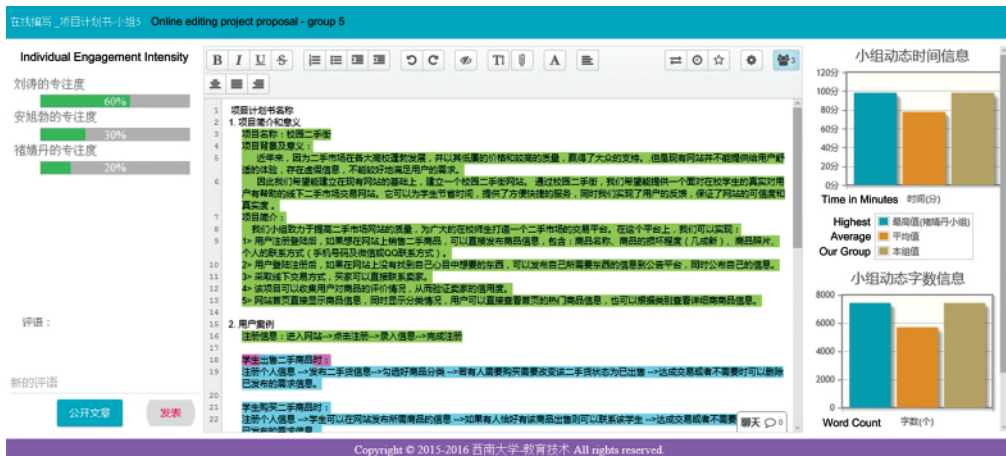 在线编写 _项目计划书-小组5 Online editing project proposal - group 5
Individual Engagement Intensity
刘涛的专注度
60%
安旭勃的专注度
30%
褚婧丹的专注度
20%
评语：
新的评语
公开文章
发表
B I U S
3
1 项目计划书名称
2 1. 项目简介和意义
3 项目名称：校园二手街
4 项目背景及意义：
5 近年来，因为二手市场在各大高校蓬勃发展，并以其低廉的价格和较高的质量，赢得了大众的支持。但是现有网站并不能提供给用户舒
适的体验，存在虚假信息，不能较好地满足用户的需求。
6 因此我们希望能建立在现有网站的基础上，建立一个校园二手街网站。 通过校园二手街，我们希望能提供一个面对在校学生的真实对用
户有帮助的线下二手市场交易网站。它可以为学生节省时间，提供了方便快捷的服务，同时我们实现了用户的反馈，保证了网站的可信度和
真实度。
7 项目简介：
8 我们小组致力于提高二手市场网站的质量，为广大的在校师生打造一个二手市场的交易平台。在这个平台上，我们可以实现：
9 1> 用户注册登陆后，如果想在网站上销售二手商品，可以直接发布商品信息，包含：商品名称、商品的损坏程度（几成新）、商品照片、
个人的联系方式（手机号码及微信或QQ联系方式）。
10 2> 用户登陆注册后，如果在网站上没有找到自己心目中想要的东西，可以发布自己所需要东西的信息到公告平台，同时公布自己的信息。
11 3> 采取线下交易方式，买家可以直接联系卖家。
12 4> 该项目可以收集用户对商品的评价情况，从而验证卖家的信用度。
13 5> 网站首页直接显示商品信息，同时显示分类情况，用户可以直接查看首页的热门商品信息，也可以根据类别查看详细商商品信息。
14
15 2. 用户案例
16 注册信息：进入网站-->点击注册-->录入信息-->完成注册
17
18 学生出售二手商品时：
19 注册个人信息 -->发布二手货信息-->勾选好商品分类 -->若有人需要购买需要改变该二手货状态为已出售 -->达成交易或者不需要时可以删除
已发布的需求信息。
20
21 学生购买二手商品时：
22 注册个人信息 -->学生可以在网站发布所需商品的信息 -->如果有人恰好有该商品出售则可以联系该学生 -->达成交易或者不需要
已发布的需求信息
聊天 0
小组动态时间信息
120分
100分
80分
60分
40分
20分
0分
Time in Minutes 时间(分)
Highest 最高值(褚婧丹小组)
Average 平均值
Our Group 本组值
小组动态字数信息
8000
6000
4000
2000
0
Word Count 字数(个)
Copyright © 2015-2016 西南大学-教育技术 All rights reserved.